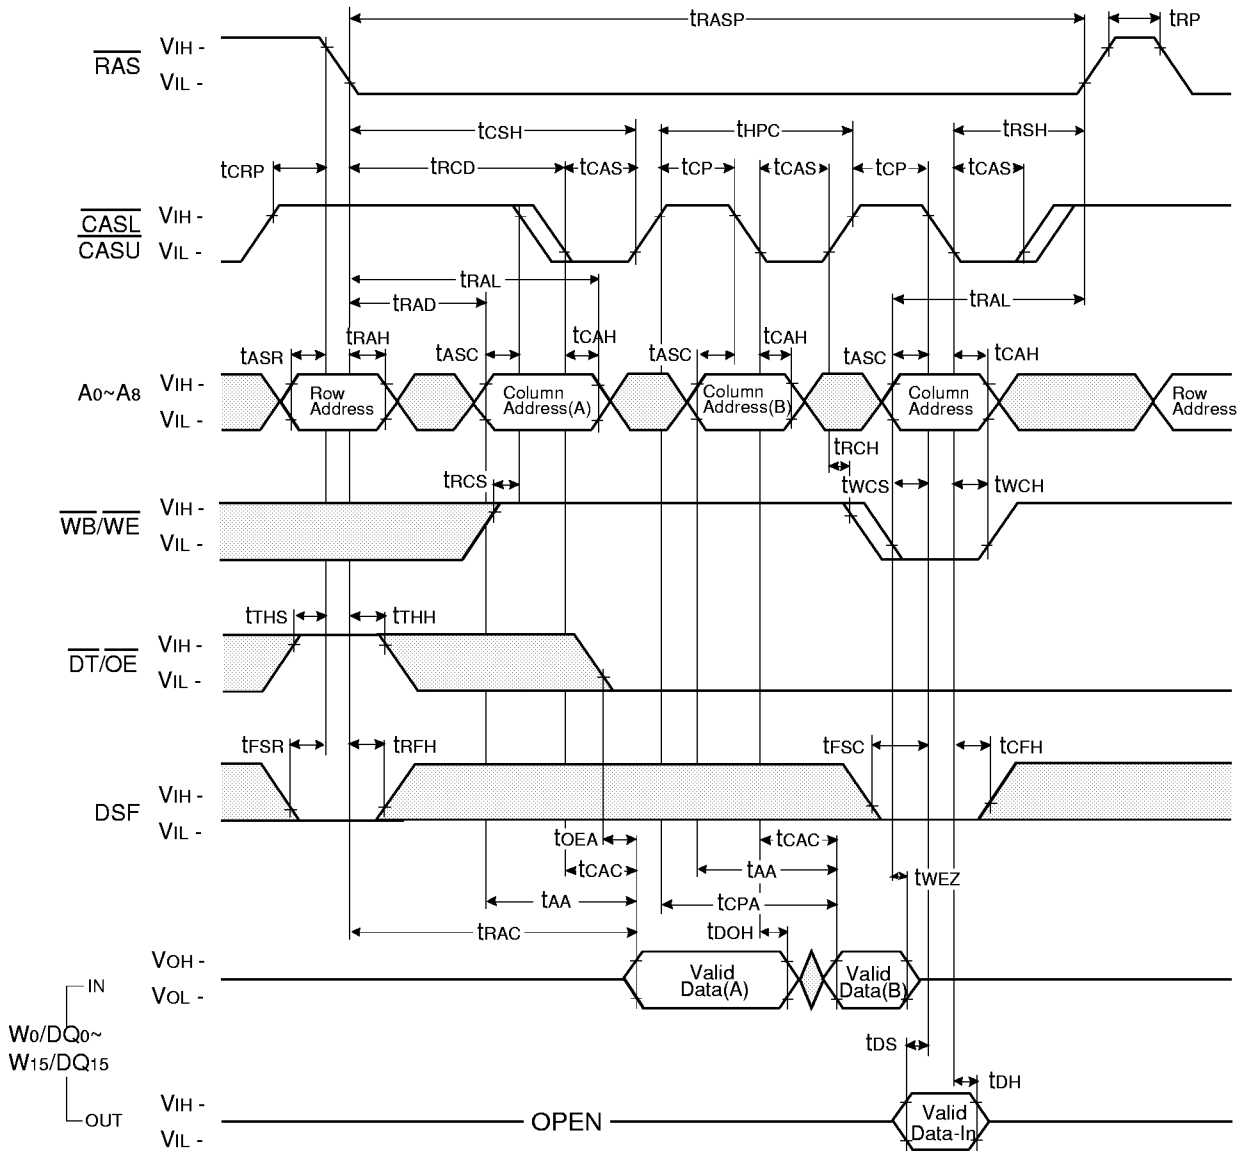 tRASP
tRP
RAS
VIH -
VIL -
tCSH
tHPC
tRSH
tCRP
tRCD
tCAS
tCP
tCAS
tCP
tCAS
CASL
CASU
VIH -
VIL -
tRAL
tRAD
tRAL
tASR
tRAH
tASC
tCAH
tASC
tCAH
tASC
tCAH
A0~A8
VIH -
VIL -
Row
Address
Column
Address(A)
Column
Address(B)
Column
Address
Row
Address
tRCH
tRCS
tWCS
tWCH
WB/WE
VIH -
VIL -
tTHS
tTHH
DT/OE
VIH -
VIL -
tFSR
tRFH
tFSC
tCFH
DSF
VIH -
VIL -
tOEA
tCAC
tCAC
tAA
tWEZ
tAA
tCPA
tRAC
tDOH
VOH -
VOL -
Valid
Data(A)
Valid
Data(B)
IN
W0/DQ0~
W15/DQ15
OUT
tDS
tDH
VIH -
VIL -
OPEN
Valid
Data-In